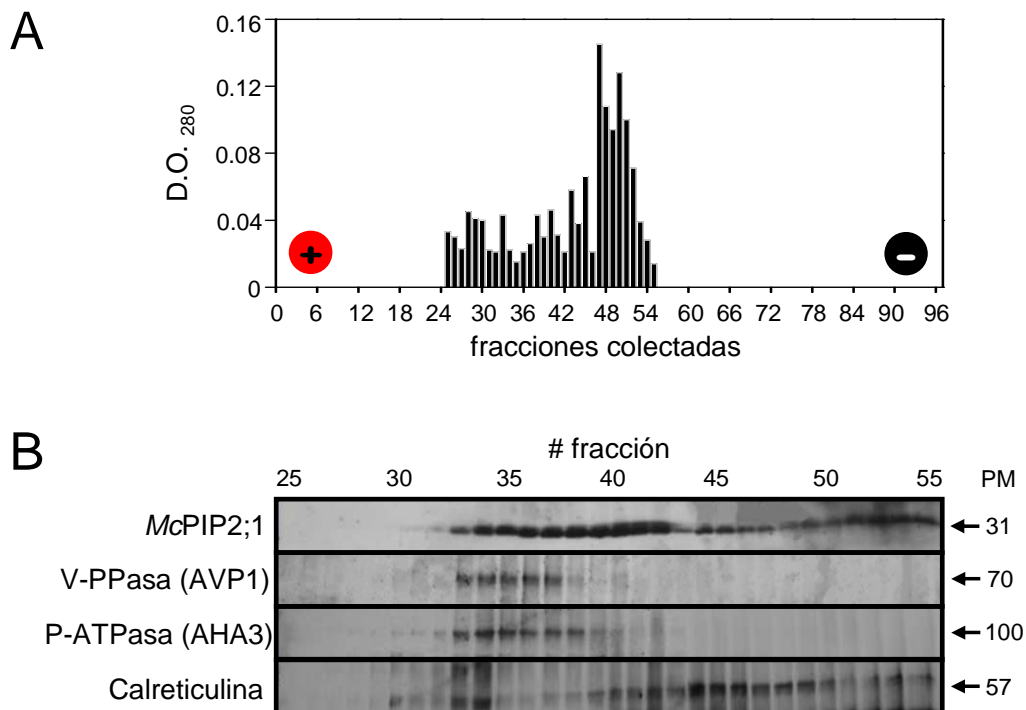 A
0.16
0.12
0.08
0.04
0
D.O. 280
+
-
0 6 12 18 24 30 36 42 48 54 60 66 72 78 84 90 96
fracciones colectadas
B
# fracción
25 30 35 40 45 50 55 PM
McPIP2;1 31
V-PPasa (AVP1) 70
P-ATPasa (AHA3) 100
Calreticulina 57